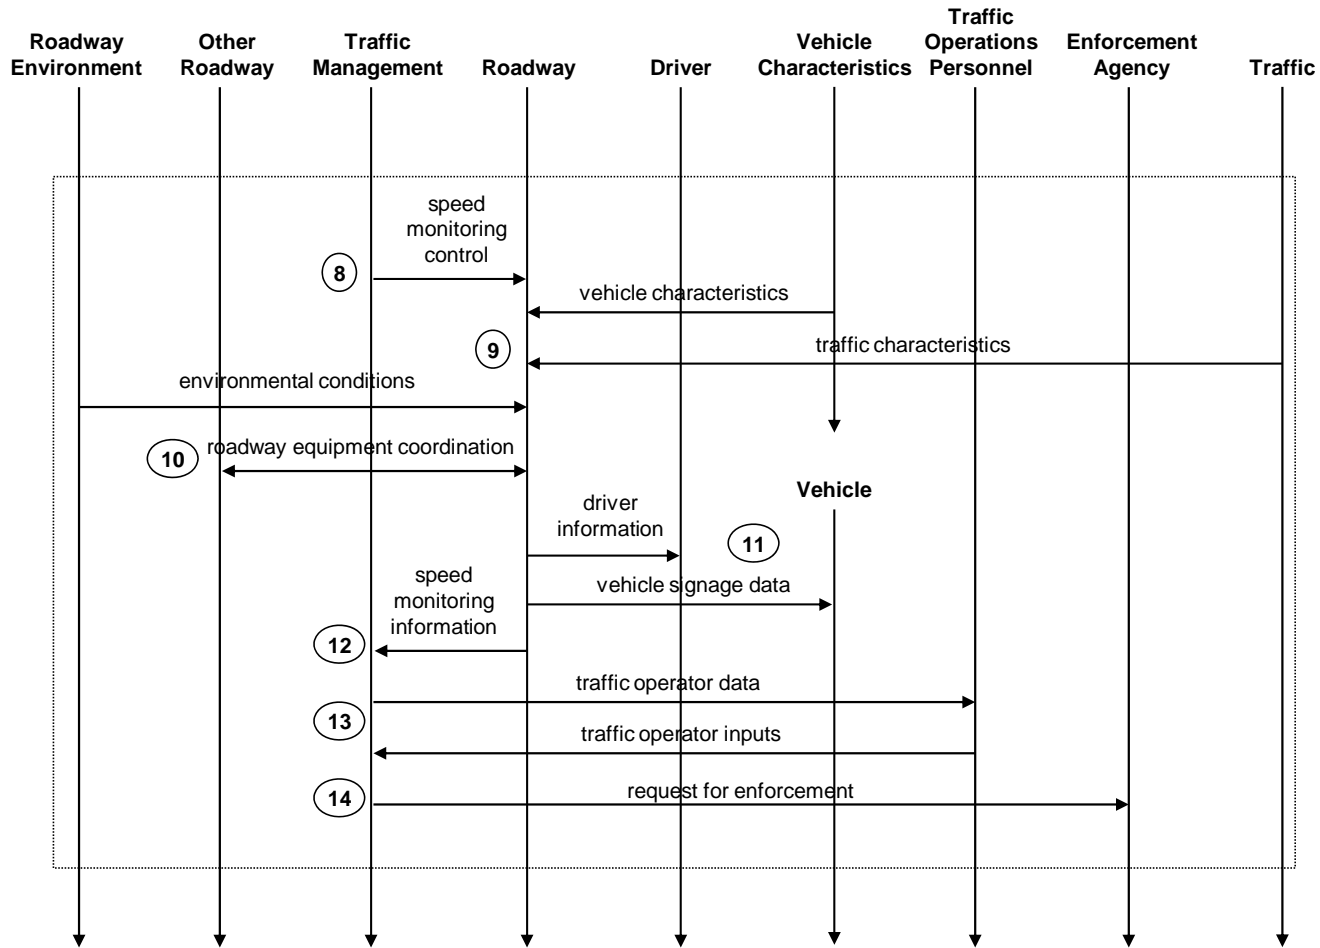 Roadway
Environment
Other
Roadway
Traffic
Management
Roadway
Driver
Vehicle
Characteristics
Traffic
Operations
Personnel
Enforcement
Agency
Traffic
speed
monitoring
control
8
vehicle characteristics
9
traffic characteristics
environmental conditions
10
roadway equipment coordination
Vehicle
driver
information
11
speed
monitoring
information
vehicle signage data
12
traffic operator data
13
traffic operator inputs
14
request for enforcement